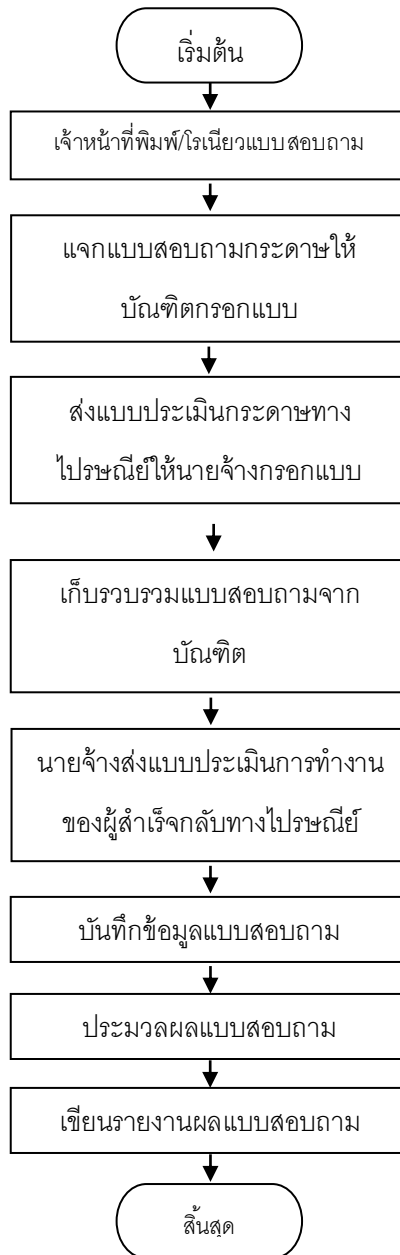 เริ่มต้น
เจ้าหน้าที่พิมพ์/โรเนียวแบบสอบถาม
แจกแบบสอบถามกระดาษให้
บัณฑิตกรอกแบบ
ส่งแบบประเมินกระดาษทาง
ไปรษณีย์ให้นายจ้างกรอกแบบ
เก็บรวบรวมแบบสอบถามจาก
บัณฑิต
นายจ้างส่งแบบประเมินการทำงาน
ของผู้สำเร็จกลับทางไปรษณีย์
บันทึกข้อมูลแบบสอบถาม
ประมวลผลแบบสอบถาม
เขียนรายงานผลแบบสอบถาม
สิ้นสุด